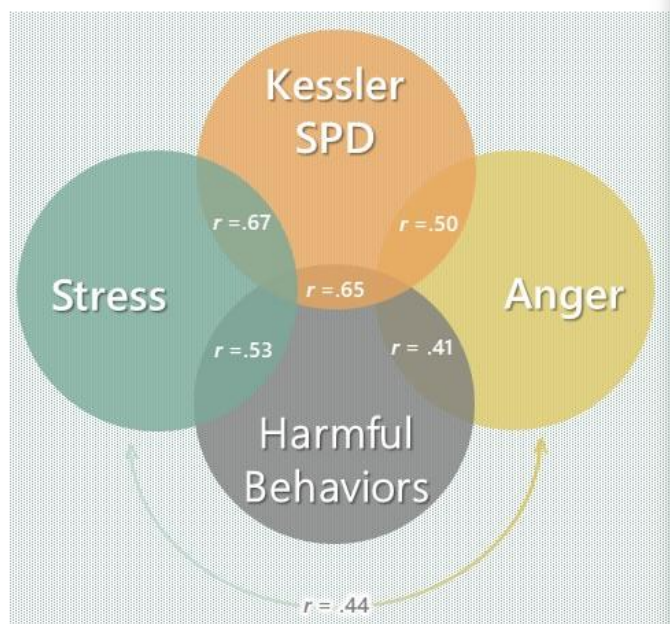 Kessler
SPD
r =.67
r =.50
Stress
r =.65
Anger
r =.53
r = .41
Harmful
Behaviors
r = .44